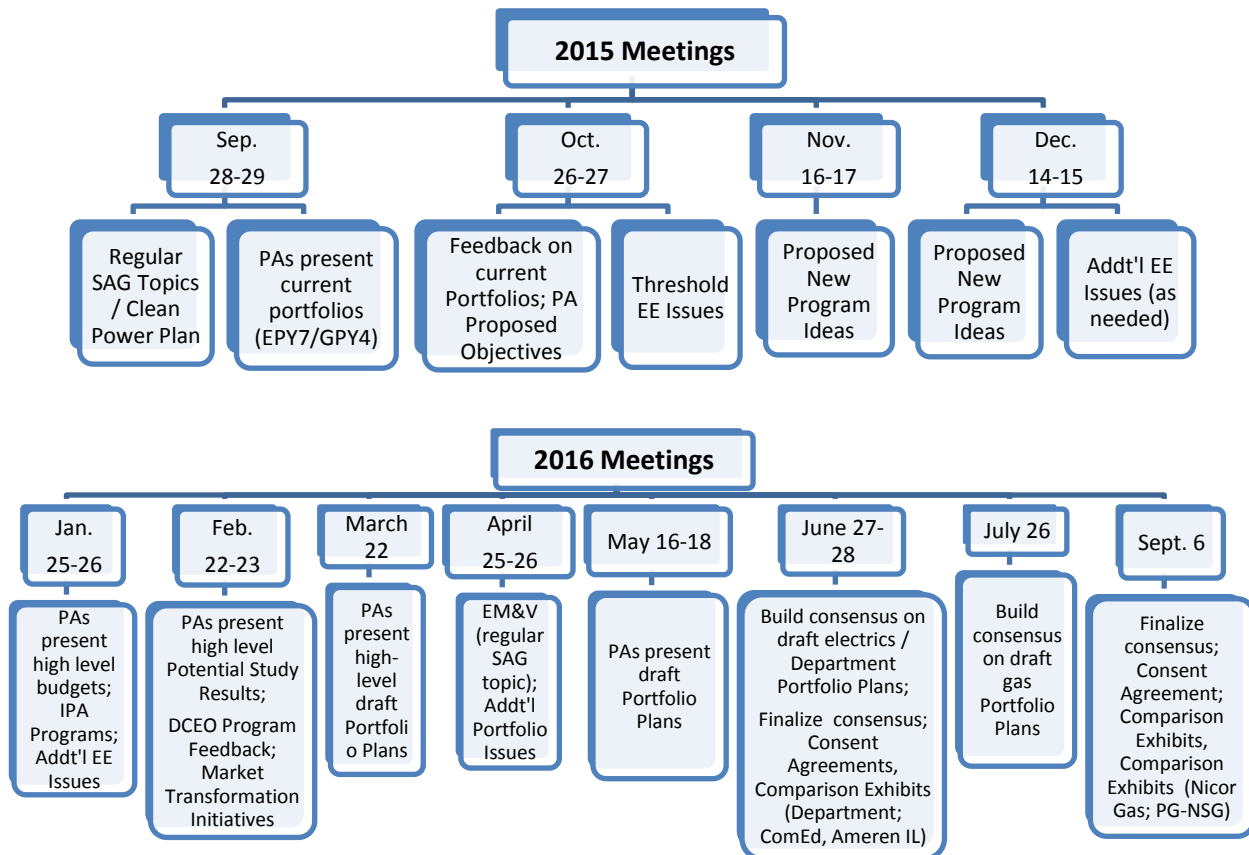 2015 Meetings
Sep.
28-29
Regular
SAG Topics
/ Clean
Power Plan
PAs present
current
portfolios
(EPY7/GPY4)
Oct.
26-27
Feedback on
current
Portfolios; PA
Proposed
Objectives
Threshold
EE Issues
Nov.
16-17
Proposed
New
Program
Ideas
Dec.
14-15
Proposed
New
Program
Ideas
Addt'l EE
Issues (as
needed)
2016 Meetings
Jan.
25-26
PAs
present
high level
budgets;
IPA
Programs;
Addt'l EE
Issues
Feb.
22-23
PAs present
high level
Potential Study
Results;
DCEO Program
Feedback;
Market
Transformation
Initiatives
March
22
PAs
present
high-
level
draft
Portfoli
o Plans
April
25-26
EM&V
(regular
SAG
topic);
Addt'l
Portfolio
Issues
May 16-18
PAs present
draft
Portfolio
Plans
June 27-
28
Build consensus on
draft electrics /
Department
Portfolio Plans;
Finalize consensus;
Consent
Agreements,
Comparison Exhibits
(Department;
ComEd, Ameren IL)
July 26
Build
consensus
on draft
gas
Portfolio
Plans
Sept. 6
Finalize
consensus;
Consent
Agreement;
Comparison
Exhibits,
Comparison
Exhibits (Nicor
Gas; PG-NSG)